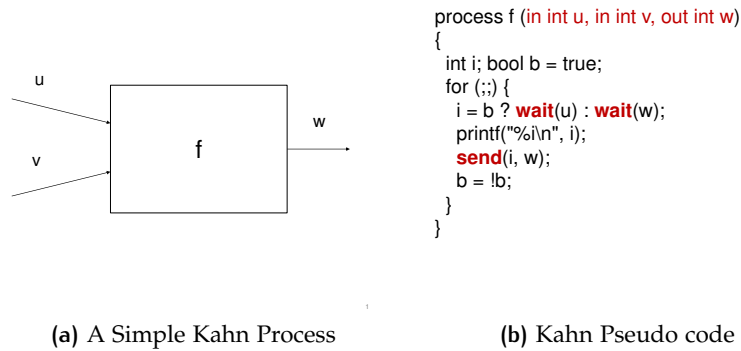 u
v
f
w
process f (in int u, in int v, out int w)
{
int i; bool b = true;
for (;;) {
i = b ? wait(u) : wait(w);
printf("%i\n", i);
send(i, w);
b = !b;
}
}
1
(a) A Simple Kahn Process
(b) Kahn Pseudo code